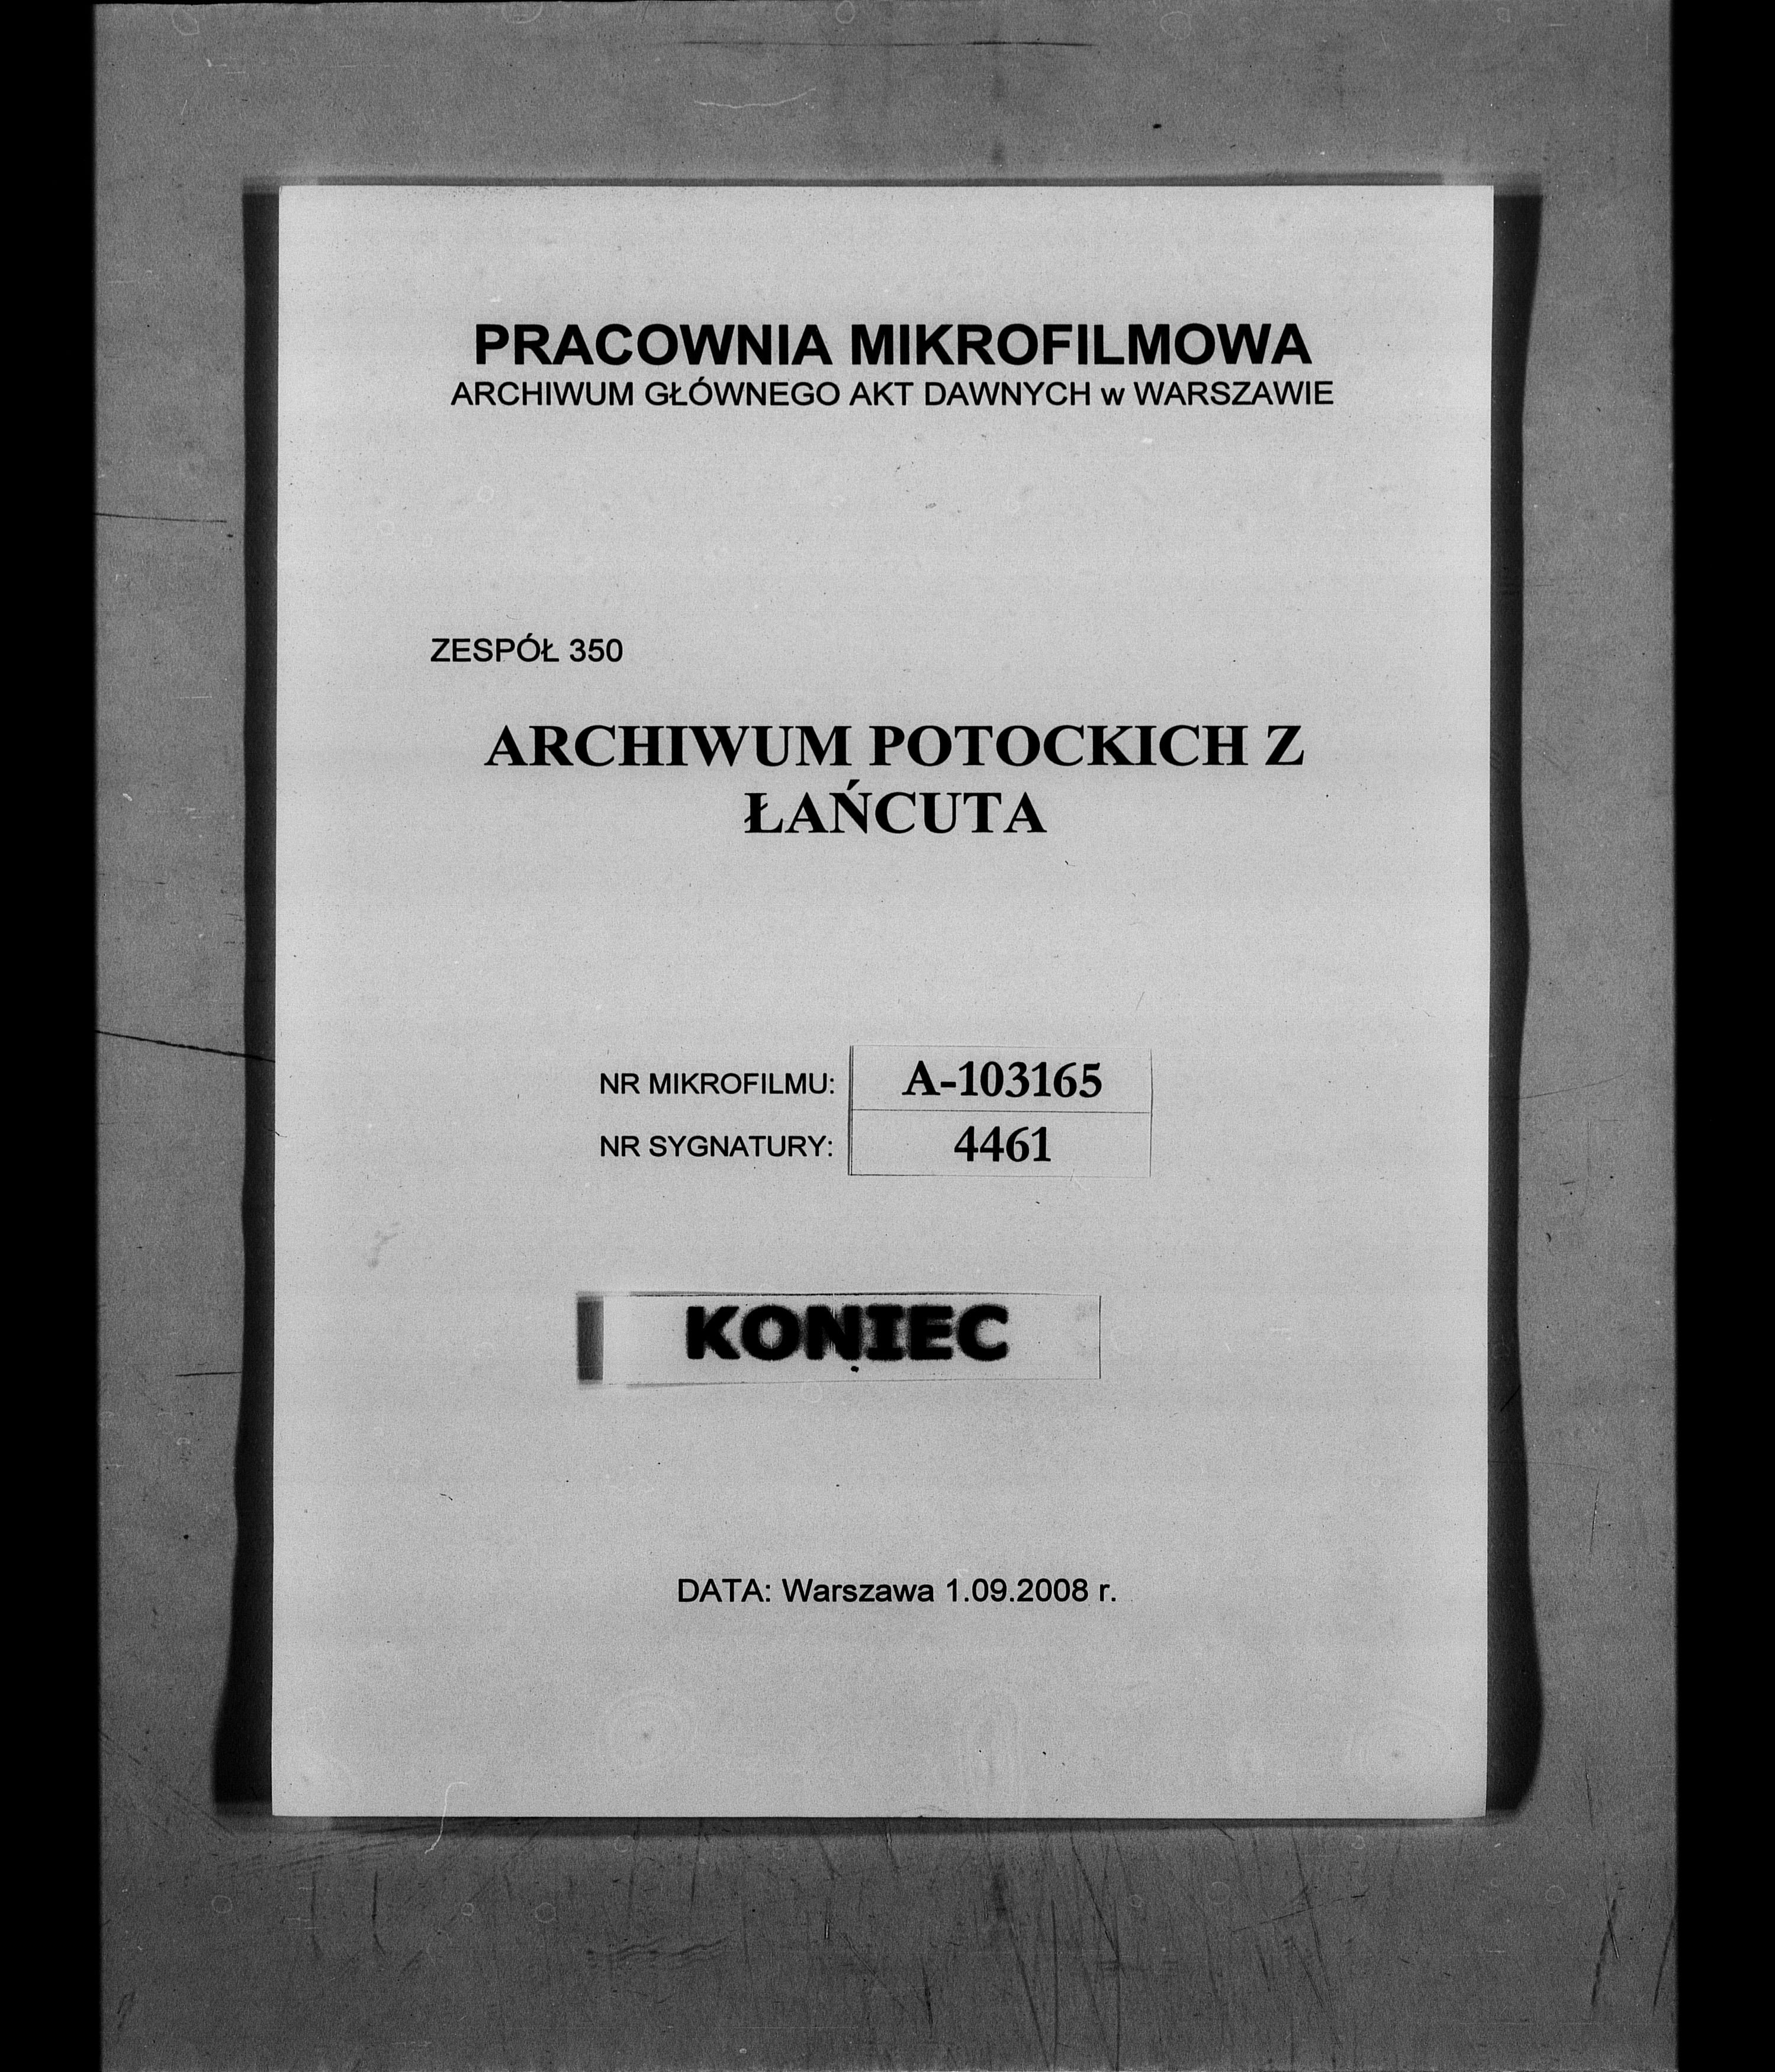 PRACOWNIA MIKROFILMOWA
ARCHIWUM GŁÓWNEGO AKT DAWNYCH w WARSZAWIE
ZESPÓŁ 350
ARCHIWUM POTOCKICH Z
ŁAŃCUTA
NR MIKROFILMU: A-103165
NR SYGNATURY: 4461
KONIEC
DATA: Warszawa 1.09.2008 r.